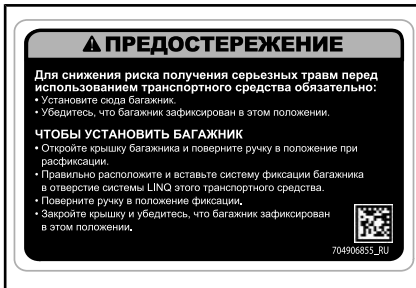 ПРЕДОСТЕРЕЖЕНИЕ
Для снижения риска получения серьезных травм перед
использованием транспортного средства обязательно:
• Установите сюда багажник.
• Убедитесь, что багажник зафиксирован в этом положении.
ЧТОБЫ УСТАНОВИТЬ БАГАЖНИК
• Откройте крышку багажника и поверните ручку в положение при
расфиксации.
• Правильно расположите и вставьте систему фиксации багажника
в отверстие системы LINQ этого транспортного средства.
• Поверните ручку в положение фиксации.
• Закройте крышку и убедитесь, что багажник зафиксирован
в этом положении.
704906855_RU